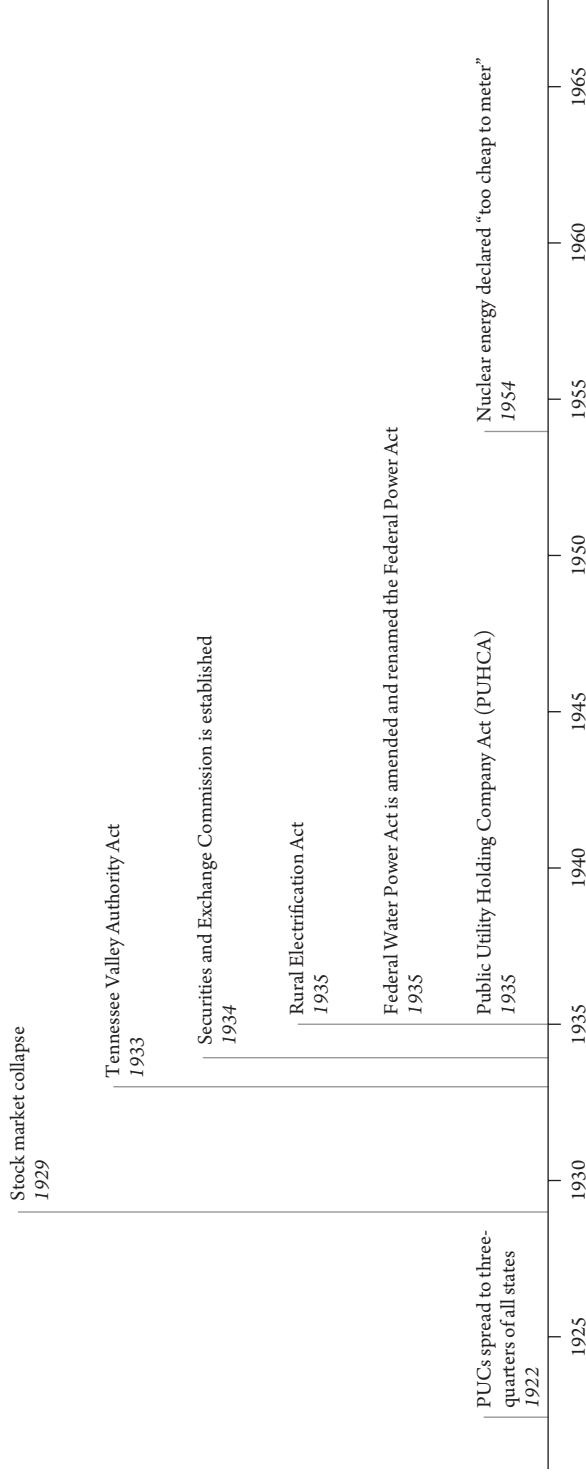 Stock market collapse
1929
Tennessee Valley Authority Act
1933
Securities and Exchange Commission is established
1934
Rural Electrification Act
1935
Federal Water Power Act is amended and renamed the Federal Power Act
1935
PUCs spread to three-
quarters of all states
1922
Public Utility Holding Company Act (PUHCA)
1935
Nuclear energy declared “too cheap to meter”
1954
1925
1930
1935
1940
1945
1950
1955
1960
1965